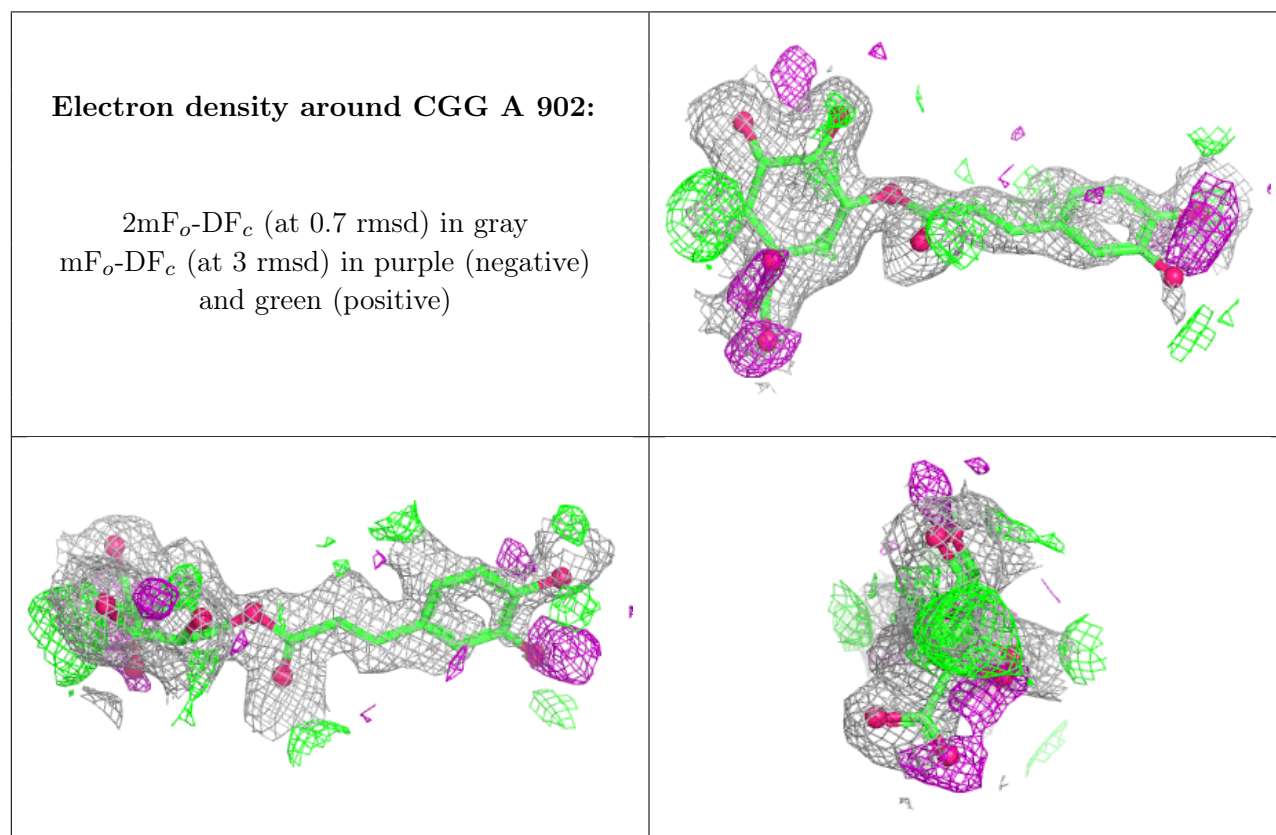 Electron density around CGG A 902:
2mFo-DFc (at 0.7 rmsd) in gray
mFo-DFc (at 3 rmsd) in purple (negative)
and green (positive)